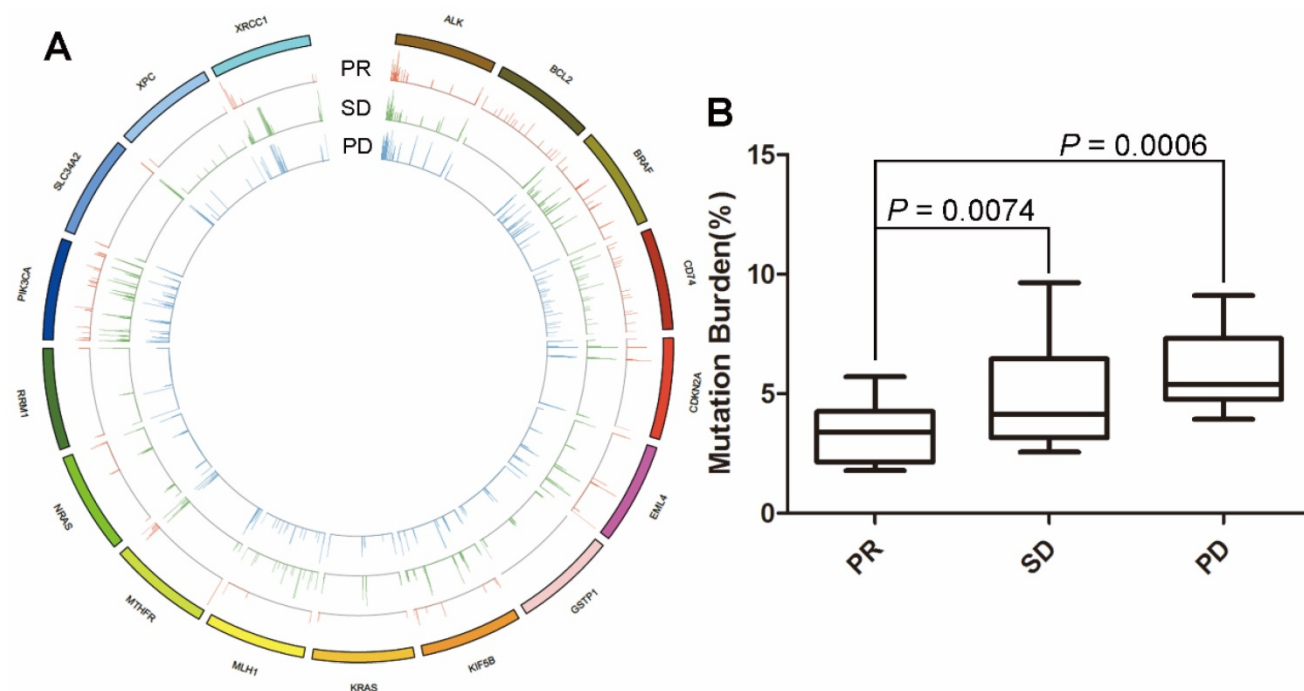 A
PR
SD
PD
ALK
BCL2
BRAF
CD74
CDKN2A
EML4
GSTP1
KIF5B
KRAS
MLH1
MTHFR
NRAS
RRM1
PIK3CA
SLC34A2
XPC
XRCC1
B
Mutation Burden(%)
15
10
5
0
P = 0.0006
P = 0.0074
PR
SD
PD